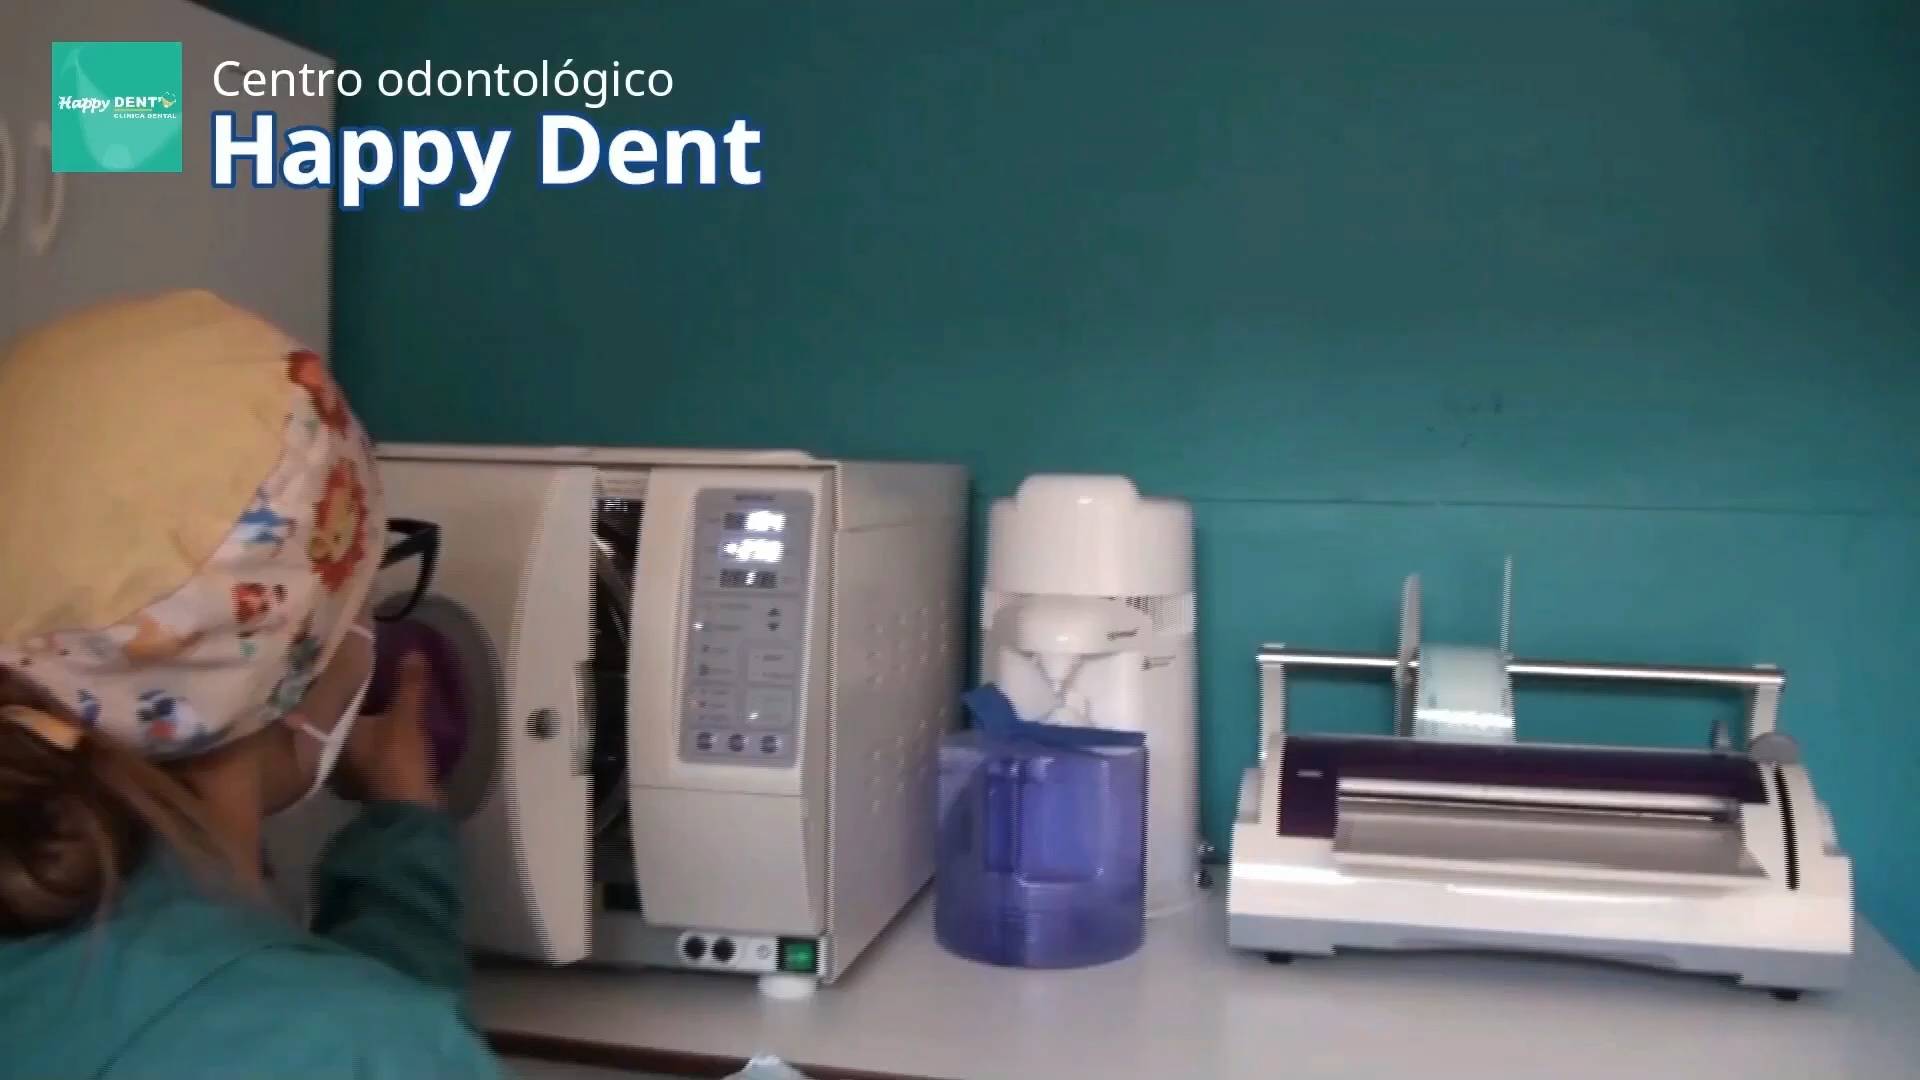 Happy DENT'
CLINICA DENTAL
Centro odontológico
Happy Dent